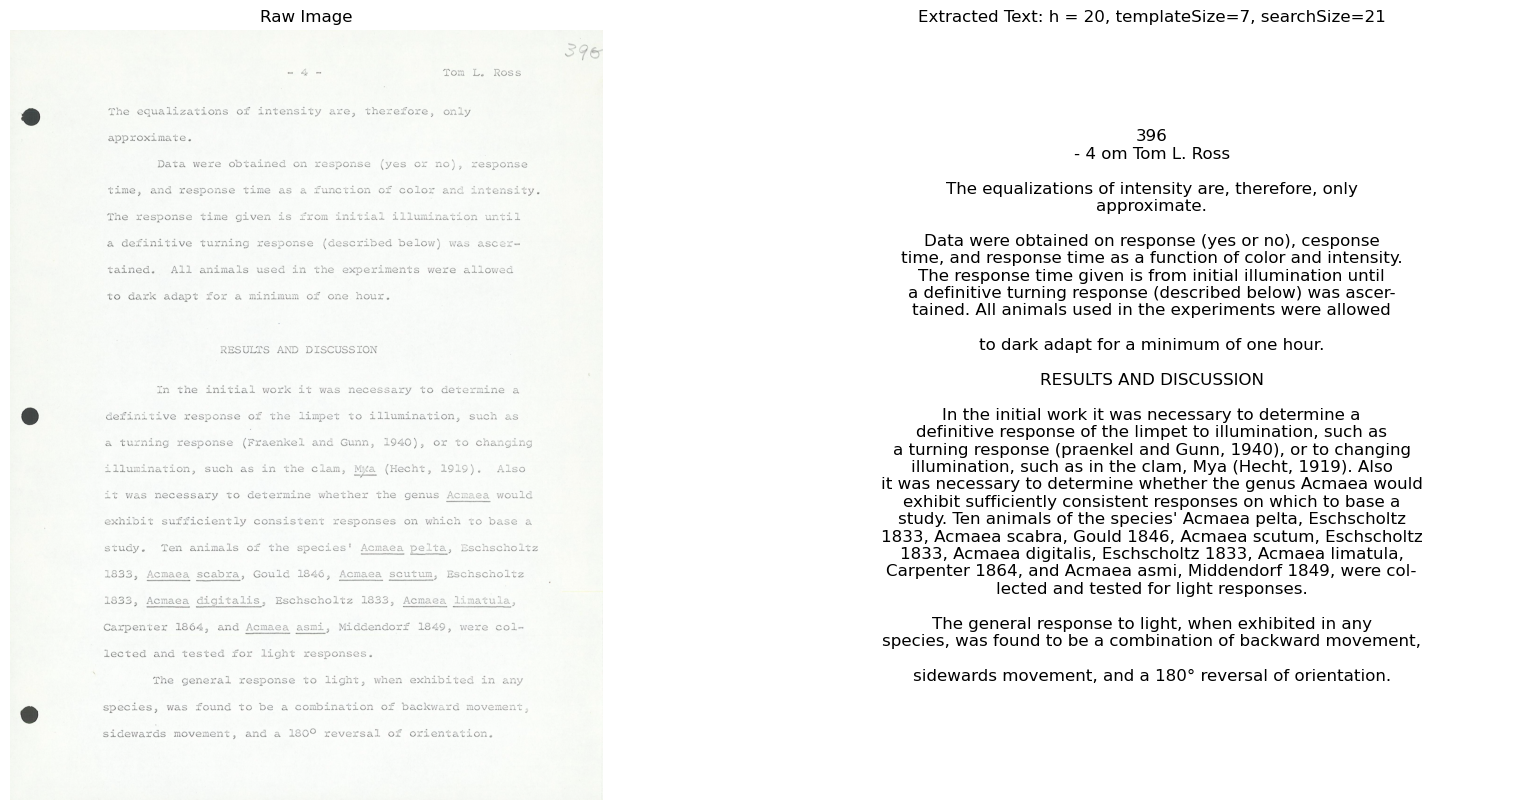 Raw Image
396
- 4 -
Tom L. Ross
The equalizations of intensity are, therefore, only
approximate.
Data were obtained on response (yes or no), response
time, and response time as a function of color and intensity.
The response time given is from initial illumination until
a definitive turning response (described below) was ascer-
tained. All animals used in the experiments were allowed
to dark adapt for a minimum of one hour.
RESULTS AND DISCUSSION
In the initial work it was necessary to determine a
definitive response of the limpet to illumination, such as
a turning response (Fraenkel and Gunn, 1940), or to changing
illumination, such as in the clam, Mya (Hecht, 1919). Also
it was necessary to determine whether the genus Acmaea would
exhibit sufficiently consistent responses on which to base a
study. Ten animals of the species' Acmaea pelta, Eschscholtz
1833, Acmaea scabra, Gould 1846, Acmaea scutum, Eschscholtz
1833, Acmaea digitalis, Eschscholtz 1833, Acmaea limatula,
Carpenter 1864, and Acmaea asmi, Middendorf 1849, were col-
lected and tested for light responses.
The general response to light, when exhibited in any
species, was found to be a combination of backward movement,
sidewards movement, and a 180° reversal of orientation.
Extracted Text: h = 20, templateSize=7, searchSize=21
396
- 4 om Tom L. Ross
The equalizations of intensity are, therefore, only
approximate.
Data were obtained on response (yes or no), cesponse
time, and response time as a function of color and intensity.
The response time given is from initial illumination until
a definitive turning response (described below) was ascer-
tained. All animals used in the experiments were allowed
to dark adapt for a minimum of one hour.
RESULTS AND DISCUSSION
In the initial work it was necessary to determine a
definitive response of the limpet to illumination, such as
a turning response (praenkel and Gunn, 1940), or to changing
illumination, such as in the clam, Mya (Hecht, 1919). Also
it was necessary to determine whether the genus Acmaea would
exhibit sufficiently consistent responses on which to base a
study. Ten animals of the species' Acmaea pelta, Eschscholtz
1833, Acmaea scabra, Gould 1846, Acmaea scutum, Eschscholtz
1833, Acmaea digitalis, Eschscholtz 1833, Acmaea limatula,
Carpenter 1864, and Acmaea asmi, Middendorf 1849, were col-
lected and tested for light responses.
The general response to light, when exhibited in any
species, was found to be a combination of backward movement,
sidewards movement, and a 180° reversal of orientation.